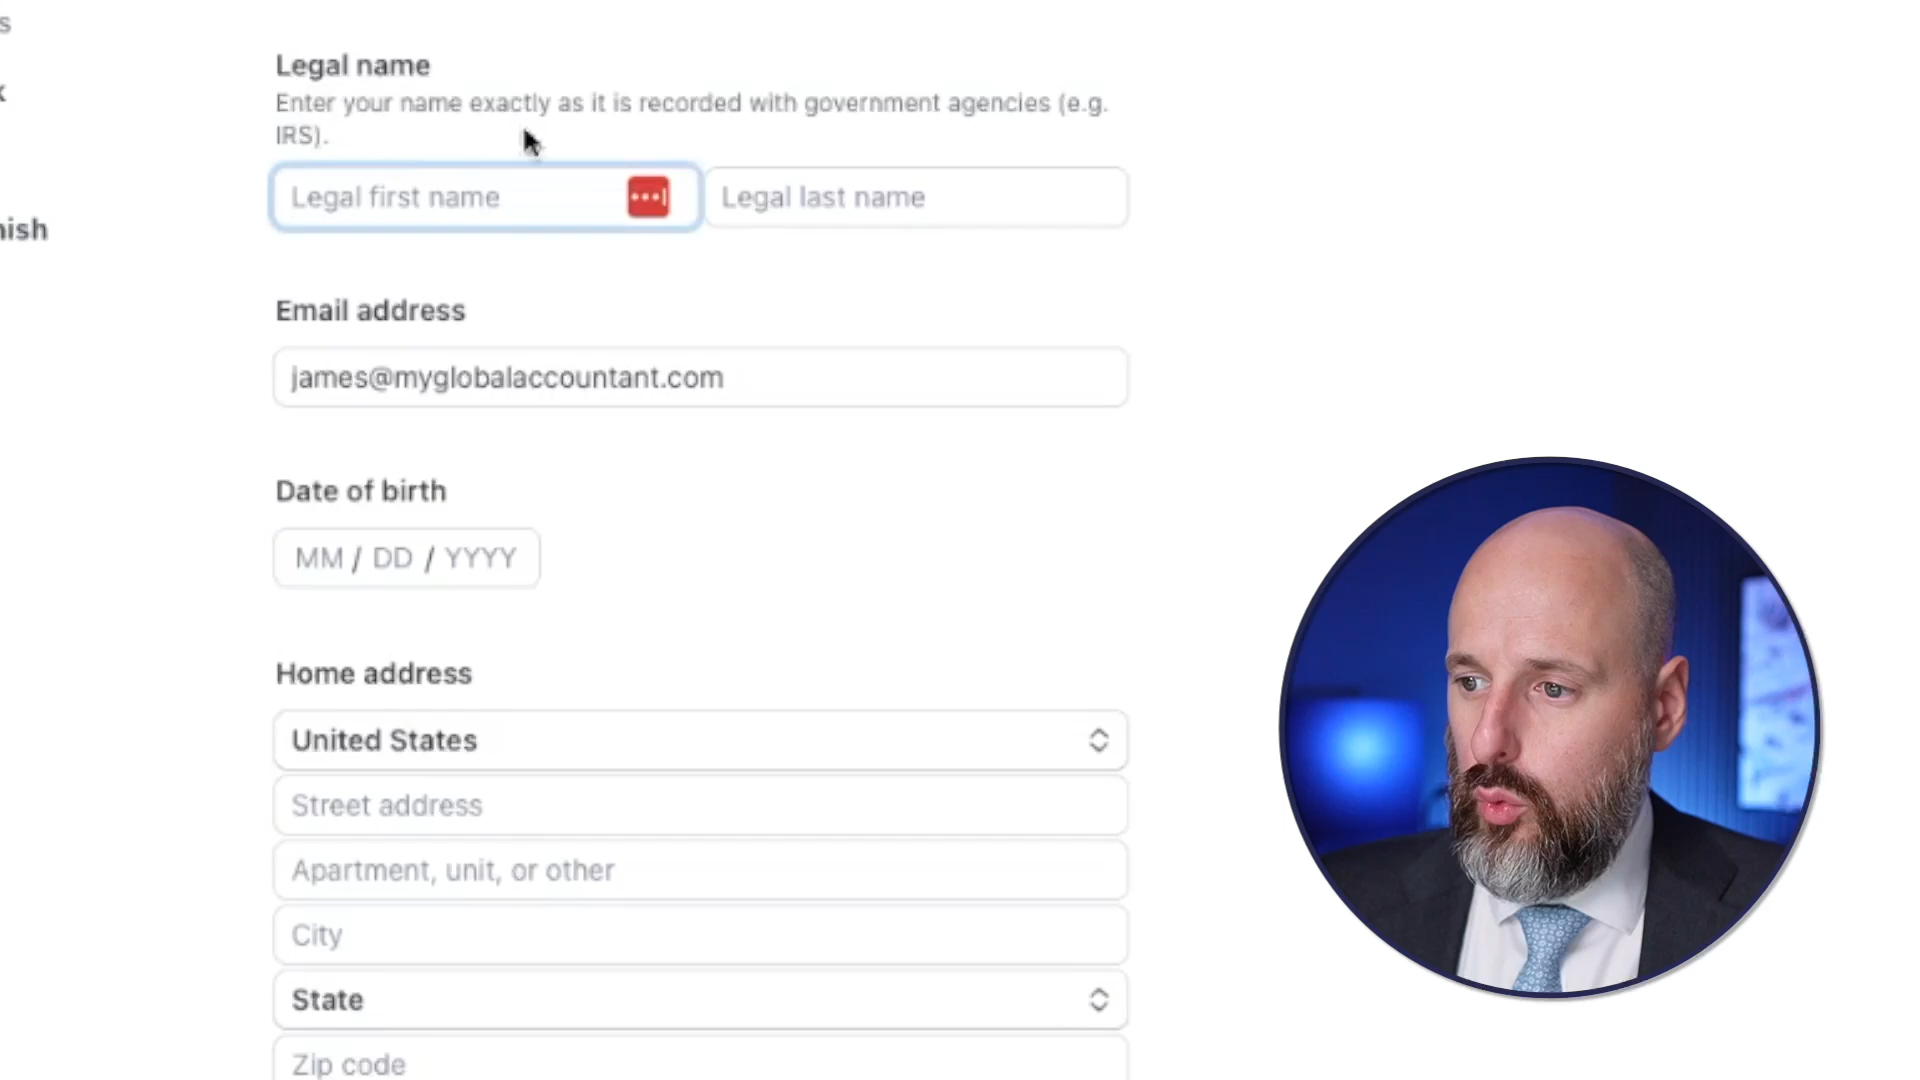 s
Legal name
Enter your name exactly as it is recorded with government agencies (e.g.
IRS).
Legal first name
Legal last name
nish
Email address
james@myglobalaccountant.com
Date of birth
MM / DD / YYYY
Home address
United States
Street address
Apartment, unit, or other
City
State
Zip code